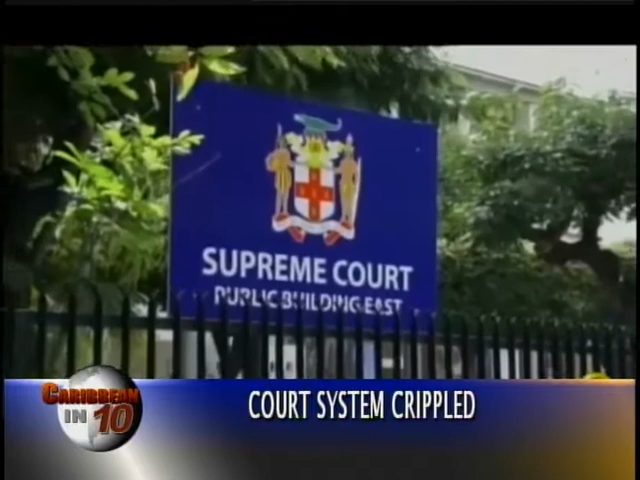 SUPREME COURT
PUBLIC BUILDING EAST
CARIBBEAN
IN 10
COURT SYSTEM CRIPPLED